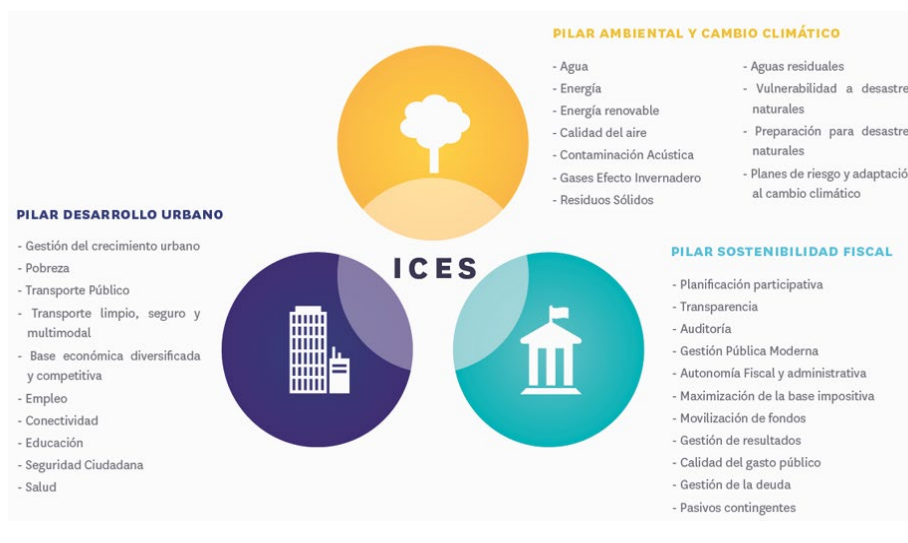 PILAR AMBIENTAL Y CAMBIO CLIMÁTICO
- Agua
- Energía
- Energía renovable
- Calidad del aire
- Contaminación Acústica
- Gases Efecto Invernadero
- Residuos Sólidos
- Aguas residuales
- Vulnerabilidad a desastre
naturales
- Preparación para desastre
naturales
- Planes de riesgo y adaptació
al cambio climático
PILAR DESARROLLO URBANO
- Gestión del crecimiento urbano
- Pobreza
- Transporte Público
- Transporte limpio, seguro y
multimodal
- Base económica diversificada
y competitiva
- Empleo
- Conectividad
- Educación
- Seguridad Ciudadana
- Salud
ICES
PILAR SOSTENIBILIDAD FISCAL
- Planificación participativa
- Transparencia
- Auditoría
- Gestión Pública Moderna
- Autonomía Fiscal y administrativa
- Maximización de la base impositiva
- Movilización de fondos
- Gestión de resultados
- Calidad del gasto público
- Gestión de la deuda
- Pasivos contingentes